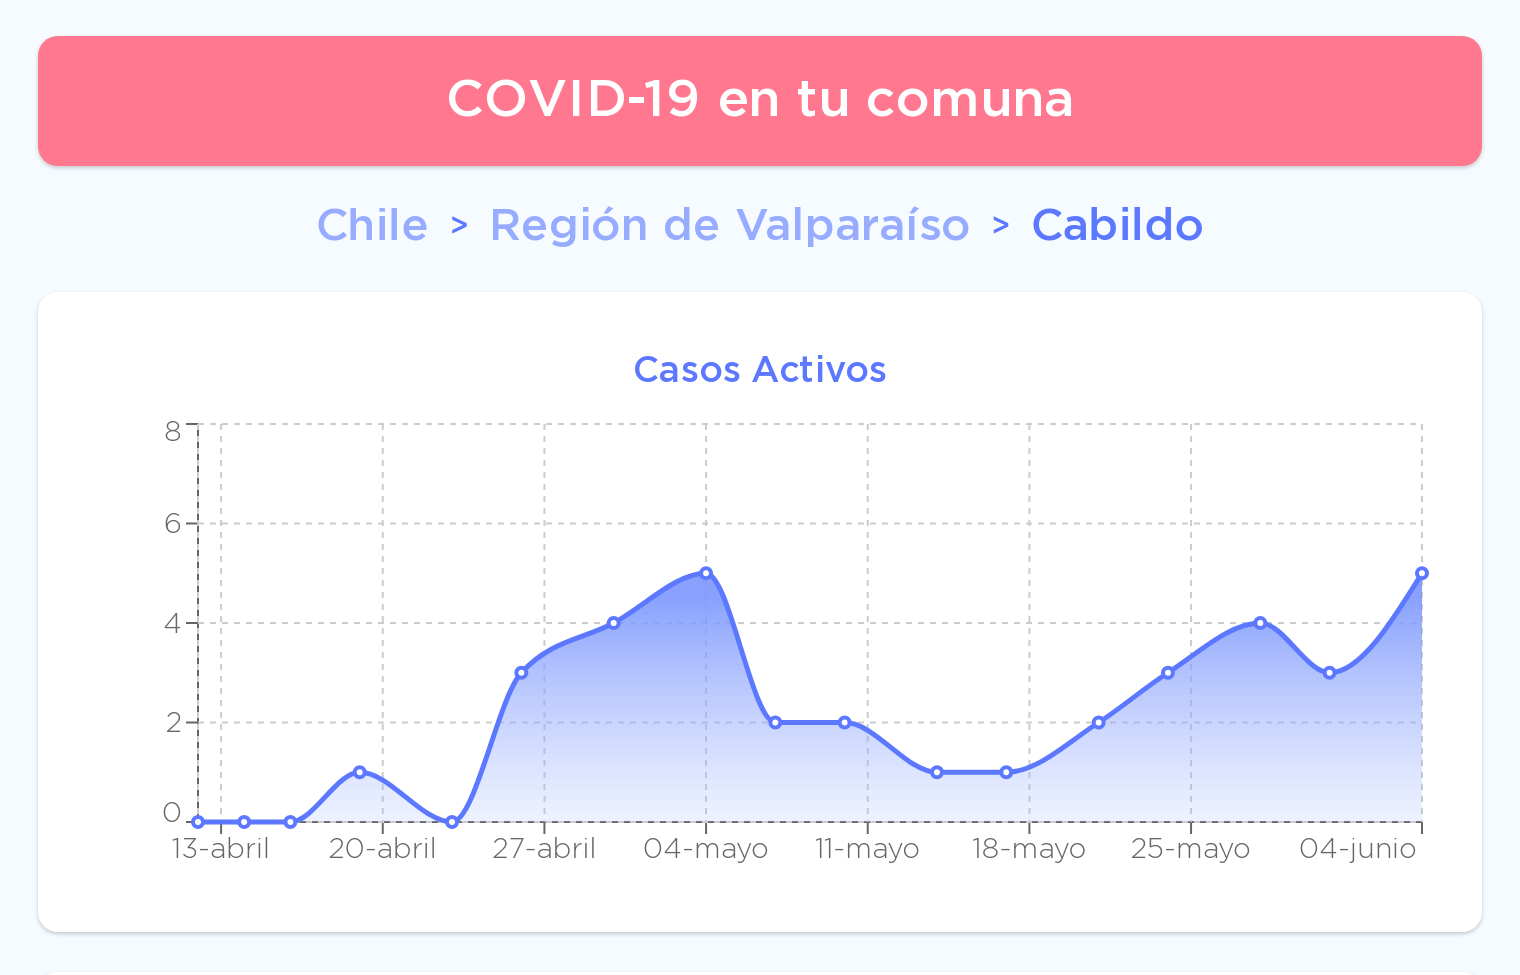 COVID-19 en tu comuna
Chile > Región de Valparaíso > Cabildo
Casos Activos
8
6
4
2
0
13-abril 20-abril 27-abril 04-mayo 11-mayo 18-mayo 25-mayo 04-junio